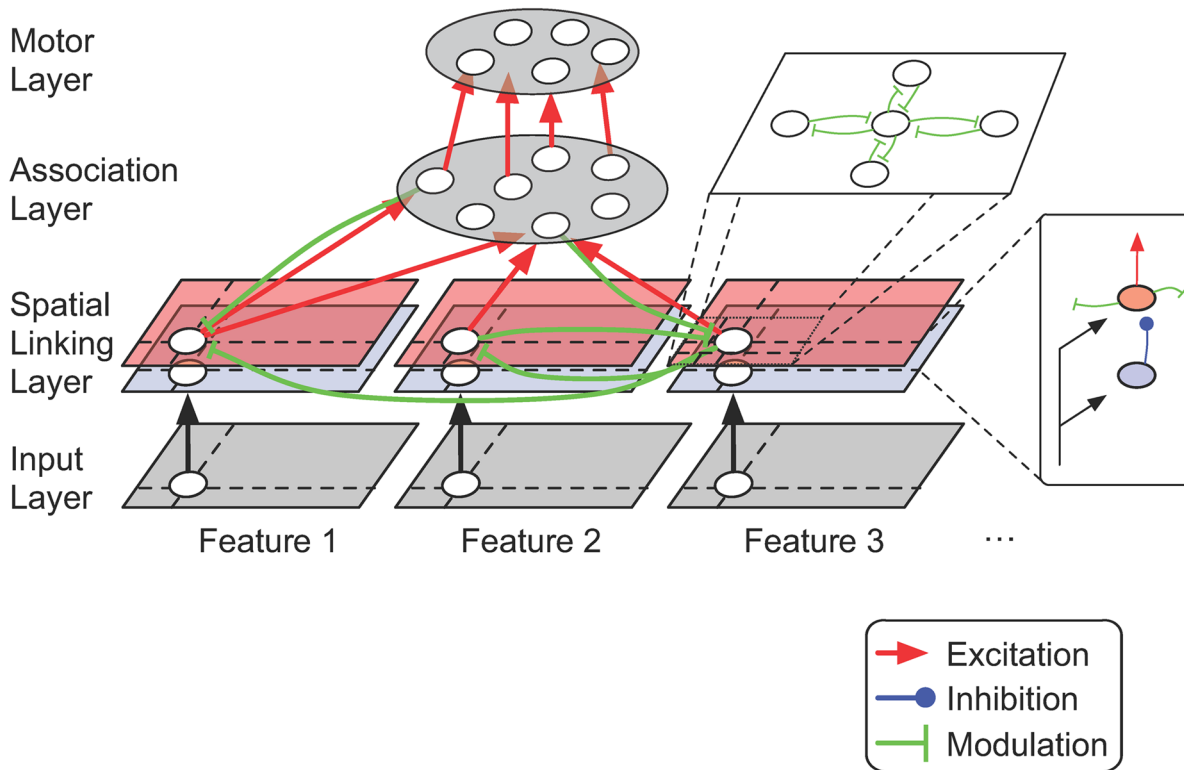 Motor
Layer
Association
Layer
Spatial
Linking
Layer
Input
Layer
Feature 1
Feature 2
Feature 3
...
Excitation
Inhibition
Modulation